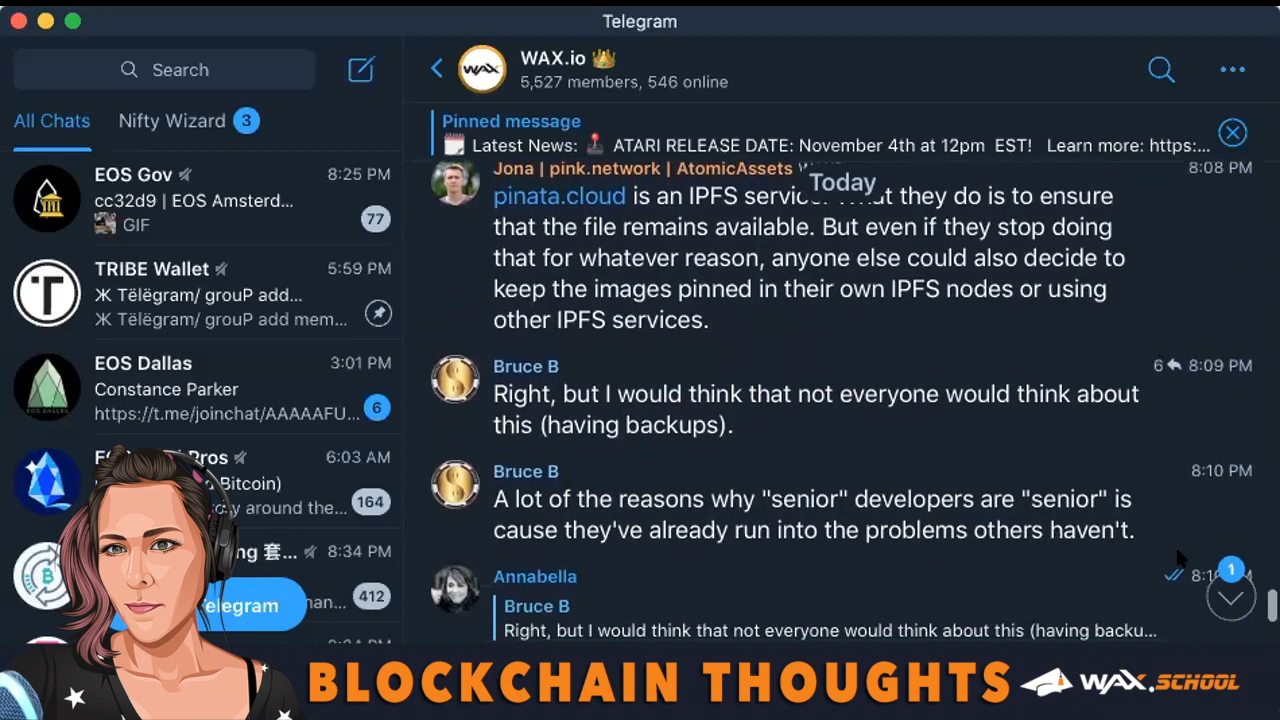 Telegram
Search
All Chats
Nifty Wizard 3
EOS Gov 8:25 PM
cc32d9 | EOS Amsterd...
GIF 77
TRIBE Wallet 5:59 PM
Ж Tëlëgram/ grouP add...
Ж Tëlëgram/ grouP add mem...
EOS Dallas 3:01 PM
Constance Parker
https://t.me/joinchat/AAAAAFU... 6
Pros 6:03 AM
Bitcoin)
around the... 164
ng 套... 8:34 PM
412
elegram
WAX
WAX.io
5,527 members, 546 online
Pinned message
Latest News: ATARI RELEASE DATE: November 4th at 12pm EST! Learn more: https:...
Jona | pink.network | AtomicAssets 8:08 PM
Today
pinata.cloud is an IPFS service. What they do is to ensure
that the file remains available. But even if they stop doing
that for whatever reason, anyone else could also decide to
keep the images pinned in their own IPFS nodes or using
other IPFS services.
Bruce B 6 8:09 PM
Right, but I would think that not everyone would think about
this (having backups).
Bruce B 8:10 PM
A lot of the reasons why "senior" developers are "senior" is
cause they've already run into the problems others haven't.
Annabella
1
Bruce B
Right, but I would think that not everyone would think about this (having backu...
BLOCKCHAIN THOUGHTS
WAX.SCHOOL